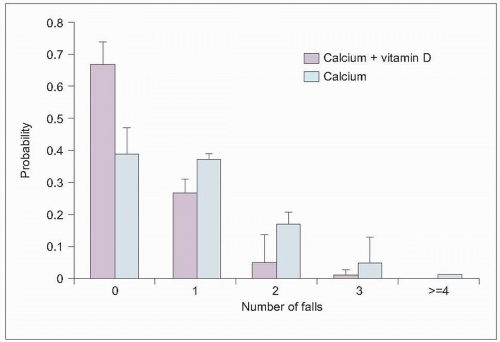 0.8
0.7
0.6
0.5
0.4
0.3
0.2
0.1
0
Probability
Calcium + vitamin D
Calcium
0 1 2 3 >=4
Number of falls